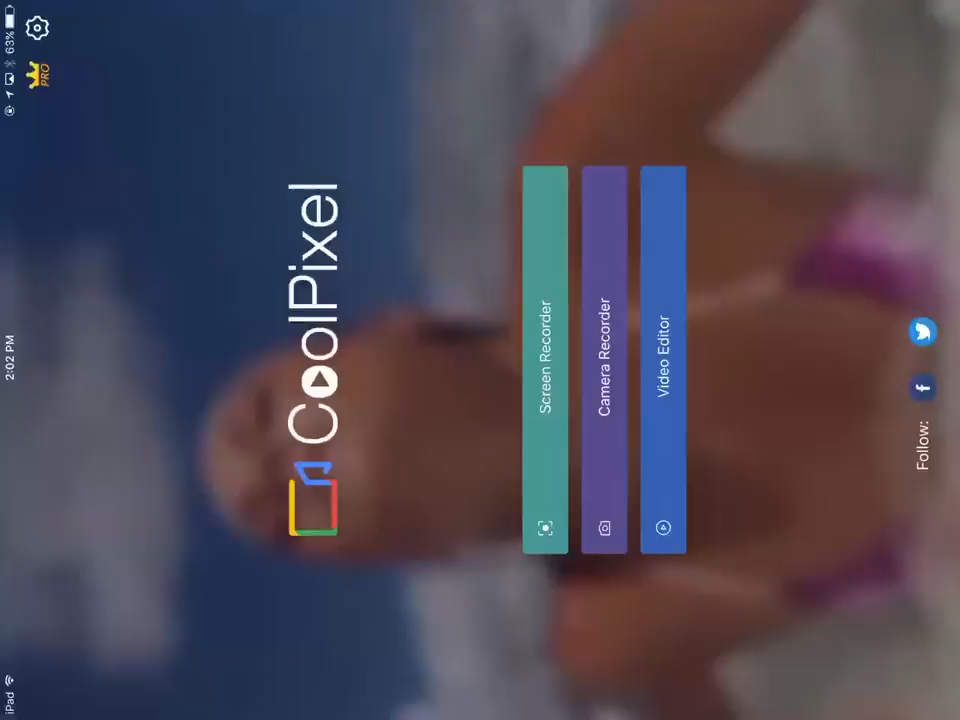 iPad 2:02 PM 63%
PRO
CoolPixel
Screen Recorder
Camera Recorder
Video Editor
Follow: